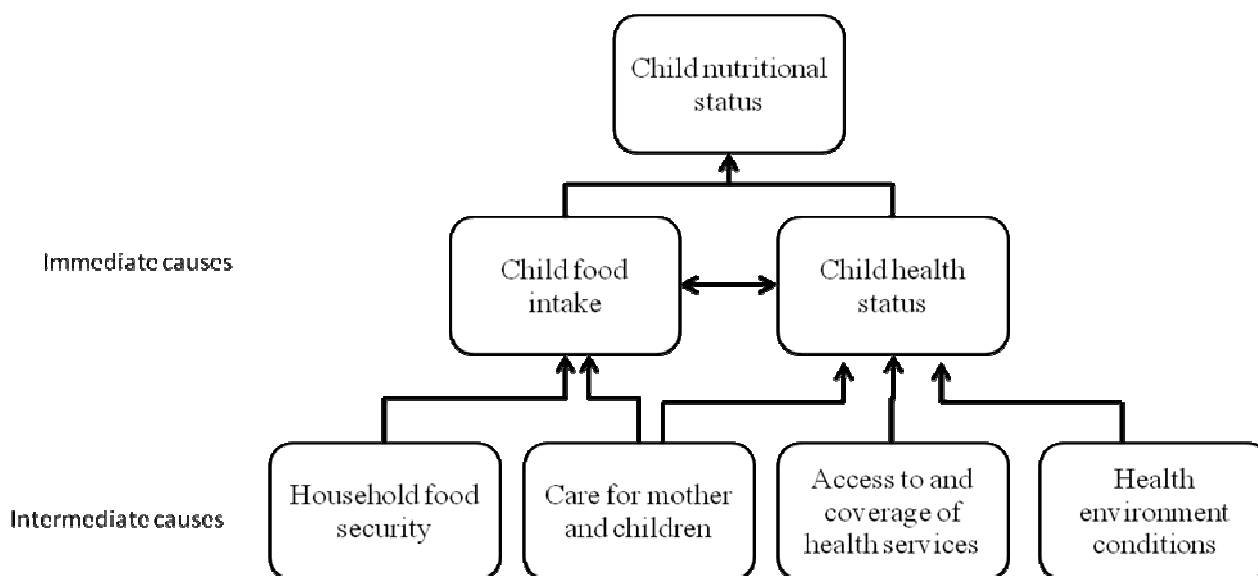 Child nutritional
status
Immediate causes
Child food
intake
Child health
status
Intermediate causes
Household food
security
Care for mother
and children
Access to and
coverage of
health services
Health
environment
conditions